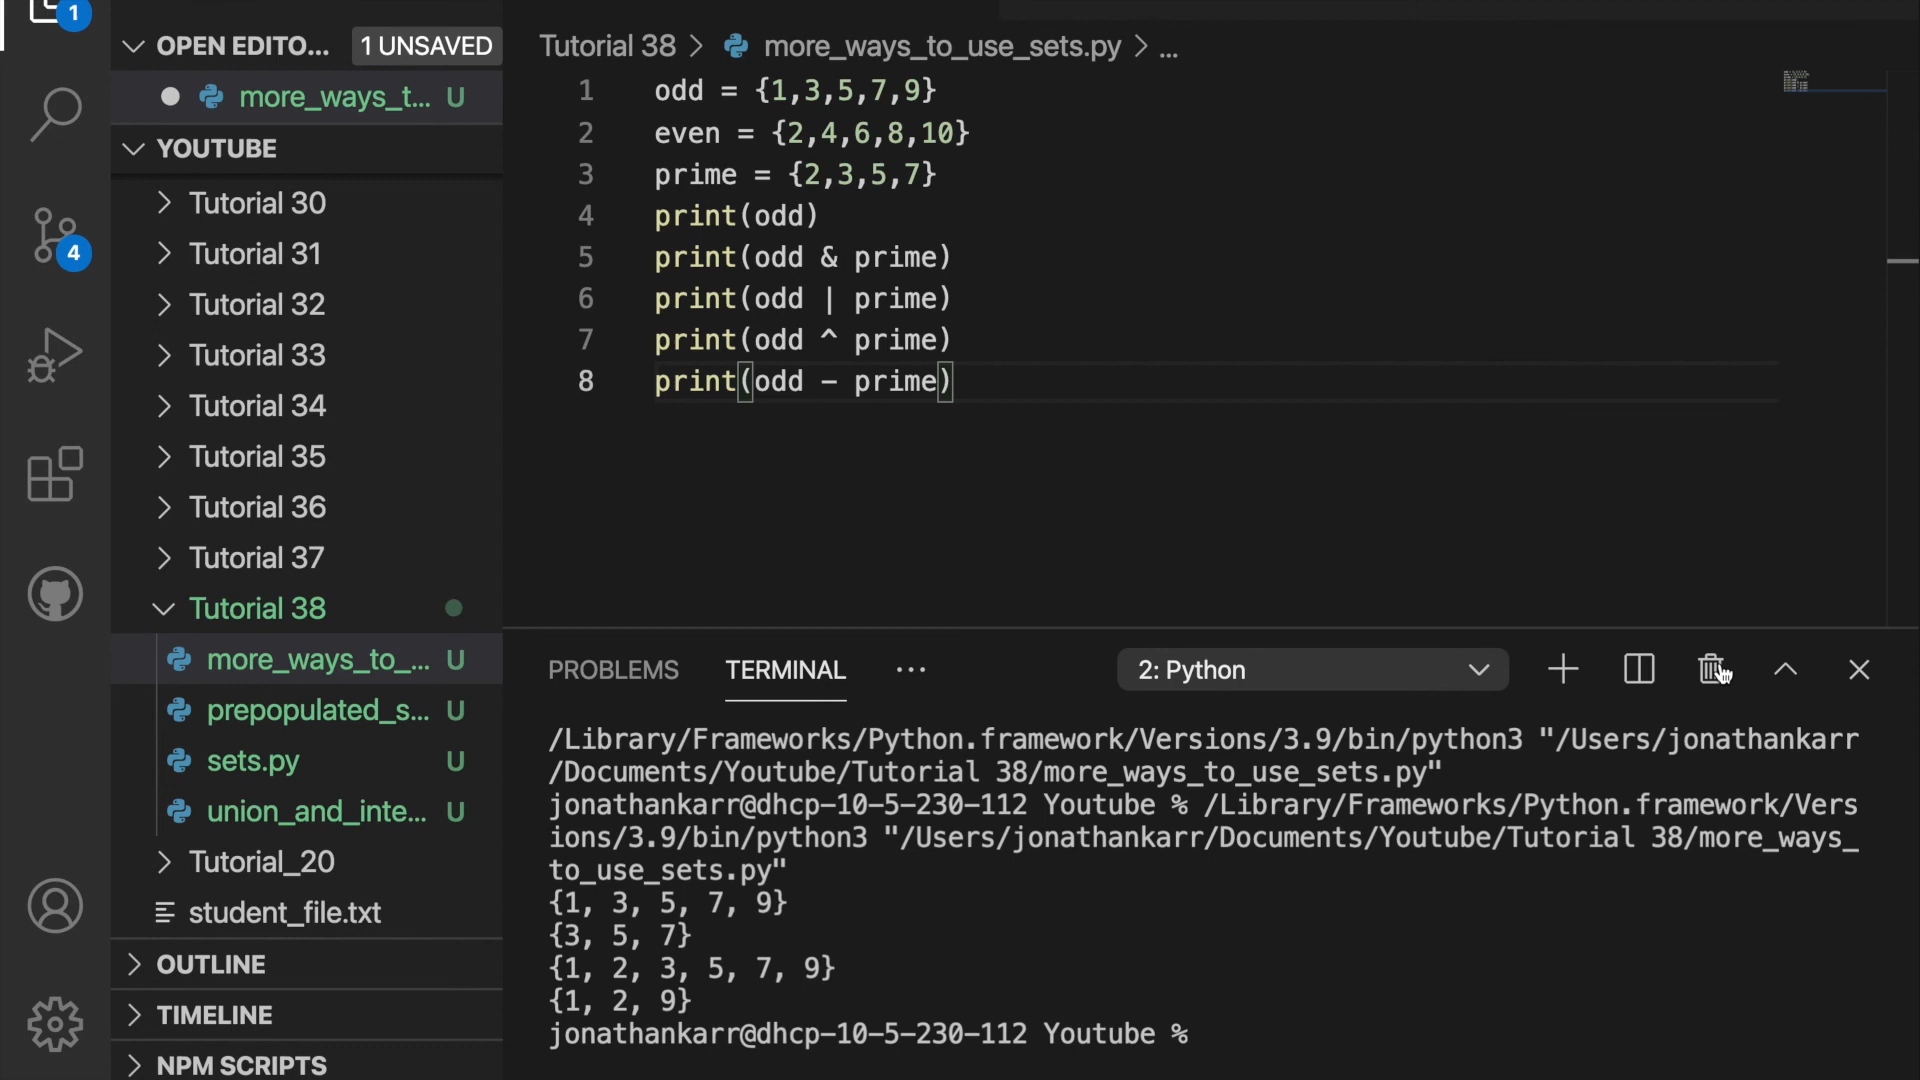 1
OPEN EDITO... 1 UNSAVED
more_ways_t... U
YOUTUBE
Tutorial 30
Tutorial 31
4
Tutorial 32
Tutorial 33
Tutorial 34
Tutorial 35
Tutorial 36
Tutorial 37
Tutorial 38
more_ways_to_... U
prepopulated_s... U
sets.py U
union_and_inte... U
Tutorial_20
student_file.txt
OUTLINE
TIMELINE
NPM SCRIPTS
Tutorial 38 > more_ways_to_use_sets.py > ...
1 odd = {1,3,5,7,9}
2 even = {2,4,6,8,10}
3 prime = {2,3,5,7}
4 print(odd)
5 print(odd & prime)
6 print(odd | prime)
7 print(odd ^ prime)
8 print(odd - prime)
PROBLEMS TERMINAL ... 2: Python
/Library/Frameworks/Python.framework/Versions/3.9/bin/python3 "/Users/jonathankarr
/Documents/Youtube/Tutorial 38/more_ways_to_use_sets.py"
jonathankarr@dhcp-10-5-230-112 Youtube % /Library/Frameworks/Python.framework/Vers
ions/3.9/bin/python3 "/Users/jonathankarr/Documents/Youtube/Tutorial 38/more_ways_
to_use_sets.py"
{1, 3, 5, 7, 9}
{3, 5, 7}
{1, 2, 3, 5, 7, 9}
{1, 2, 9}
jonathankarr@dhcp-10-5-230-112 Youtube %